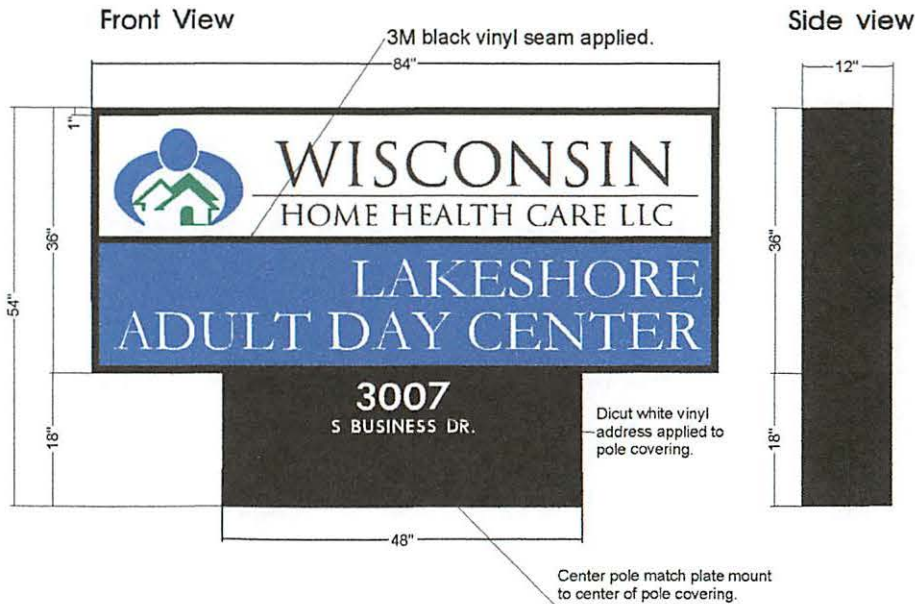 Front View
Side view
3M black vinyl seam applied.
84"
12"
1"
WISCONSIN
HOME HEALTH CARE LLC
36"
36"
54"
LAKESHORE
ADULT DAY CENTER
3007
S BUSINESS DR.
18"
Dicut white vinyl
address applied to
pole covering.
18"
48"
Center pole match plate mount
to center of pole covering.